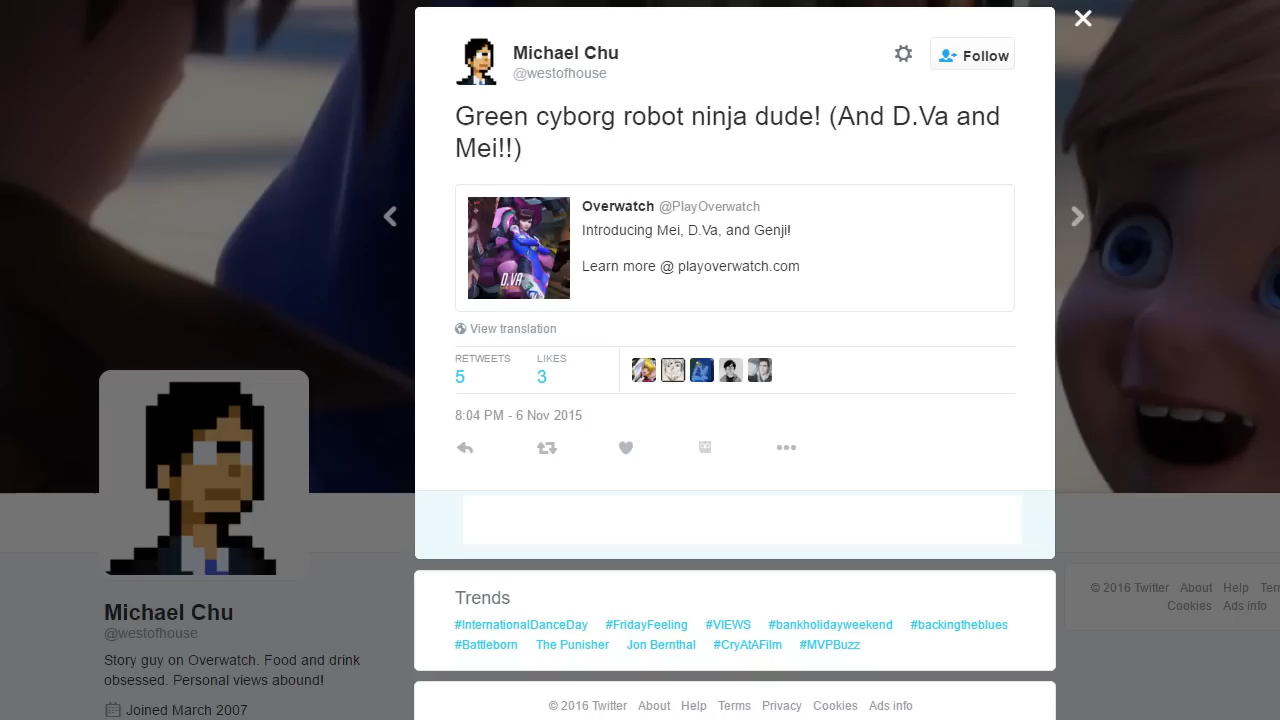 Michael Chu
@westofhouse
Follow
Green cyborg robot ninja dude! (And D.Va and
Mei!!)
Overwatch @PlayOverwatch
Introducing Mei, D.Va, and Genji!
Learn more @ playoverwatch.com
D.VA
View translation
RETWEETS
5
LIKES
3
8:04 PM - 6 Nov 2015
Michael Chu
@westofhouse
Story guy on Overwatch. Food and drink
obsessed. Personal views abound!
Joined March 2007
Trends
#InternationalDanceDay #FridayFeeling #VIEWS #bankholidayweekend #backingtheblues
#Battleborn The Punisher Jon Bernthal #CryAtAFilm #MVPBuzz
© 2016 Twitter About Help Terms Privacy Cookies Ads info
© 2016 Twitter About Help
Cookies Ads info